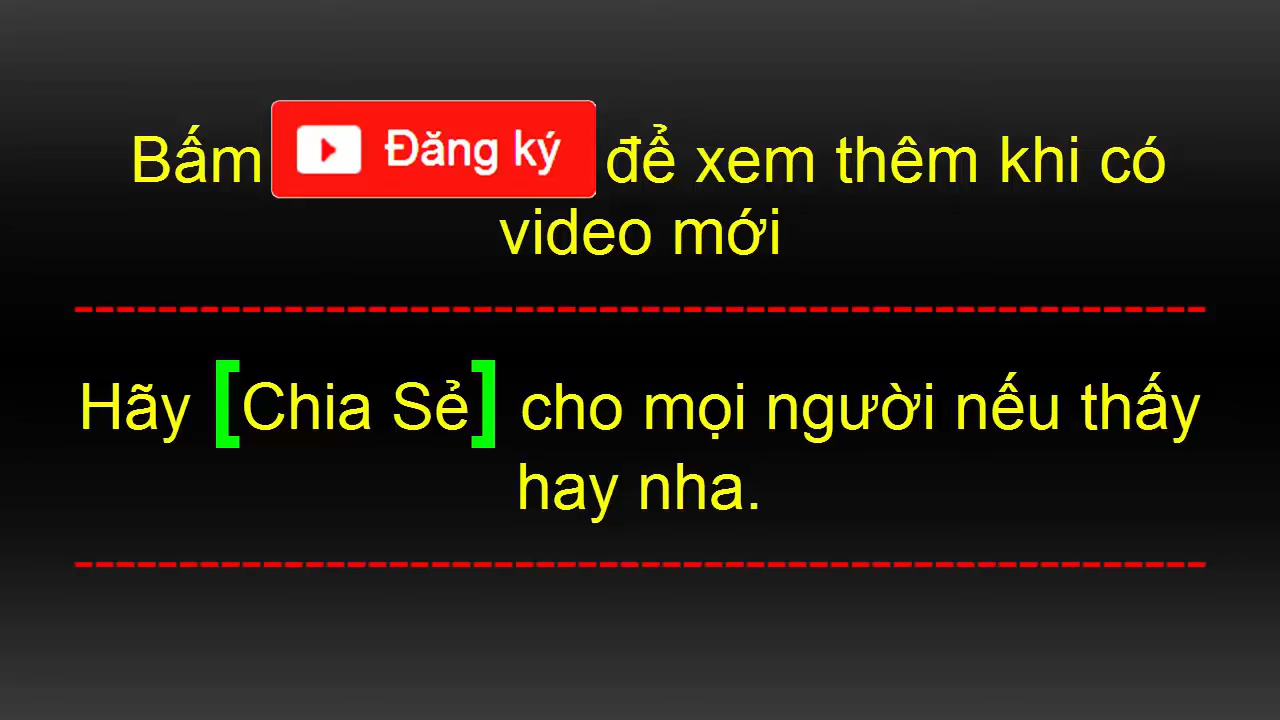 Bấm Đăng ký để xem thêm khi có
video mới
------------------------------------------------------
Hãy [Chia Sẻ] cho mọi người nếu thấy
hay nha.
------------------------------------------------------